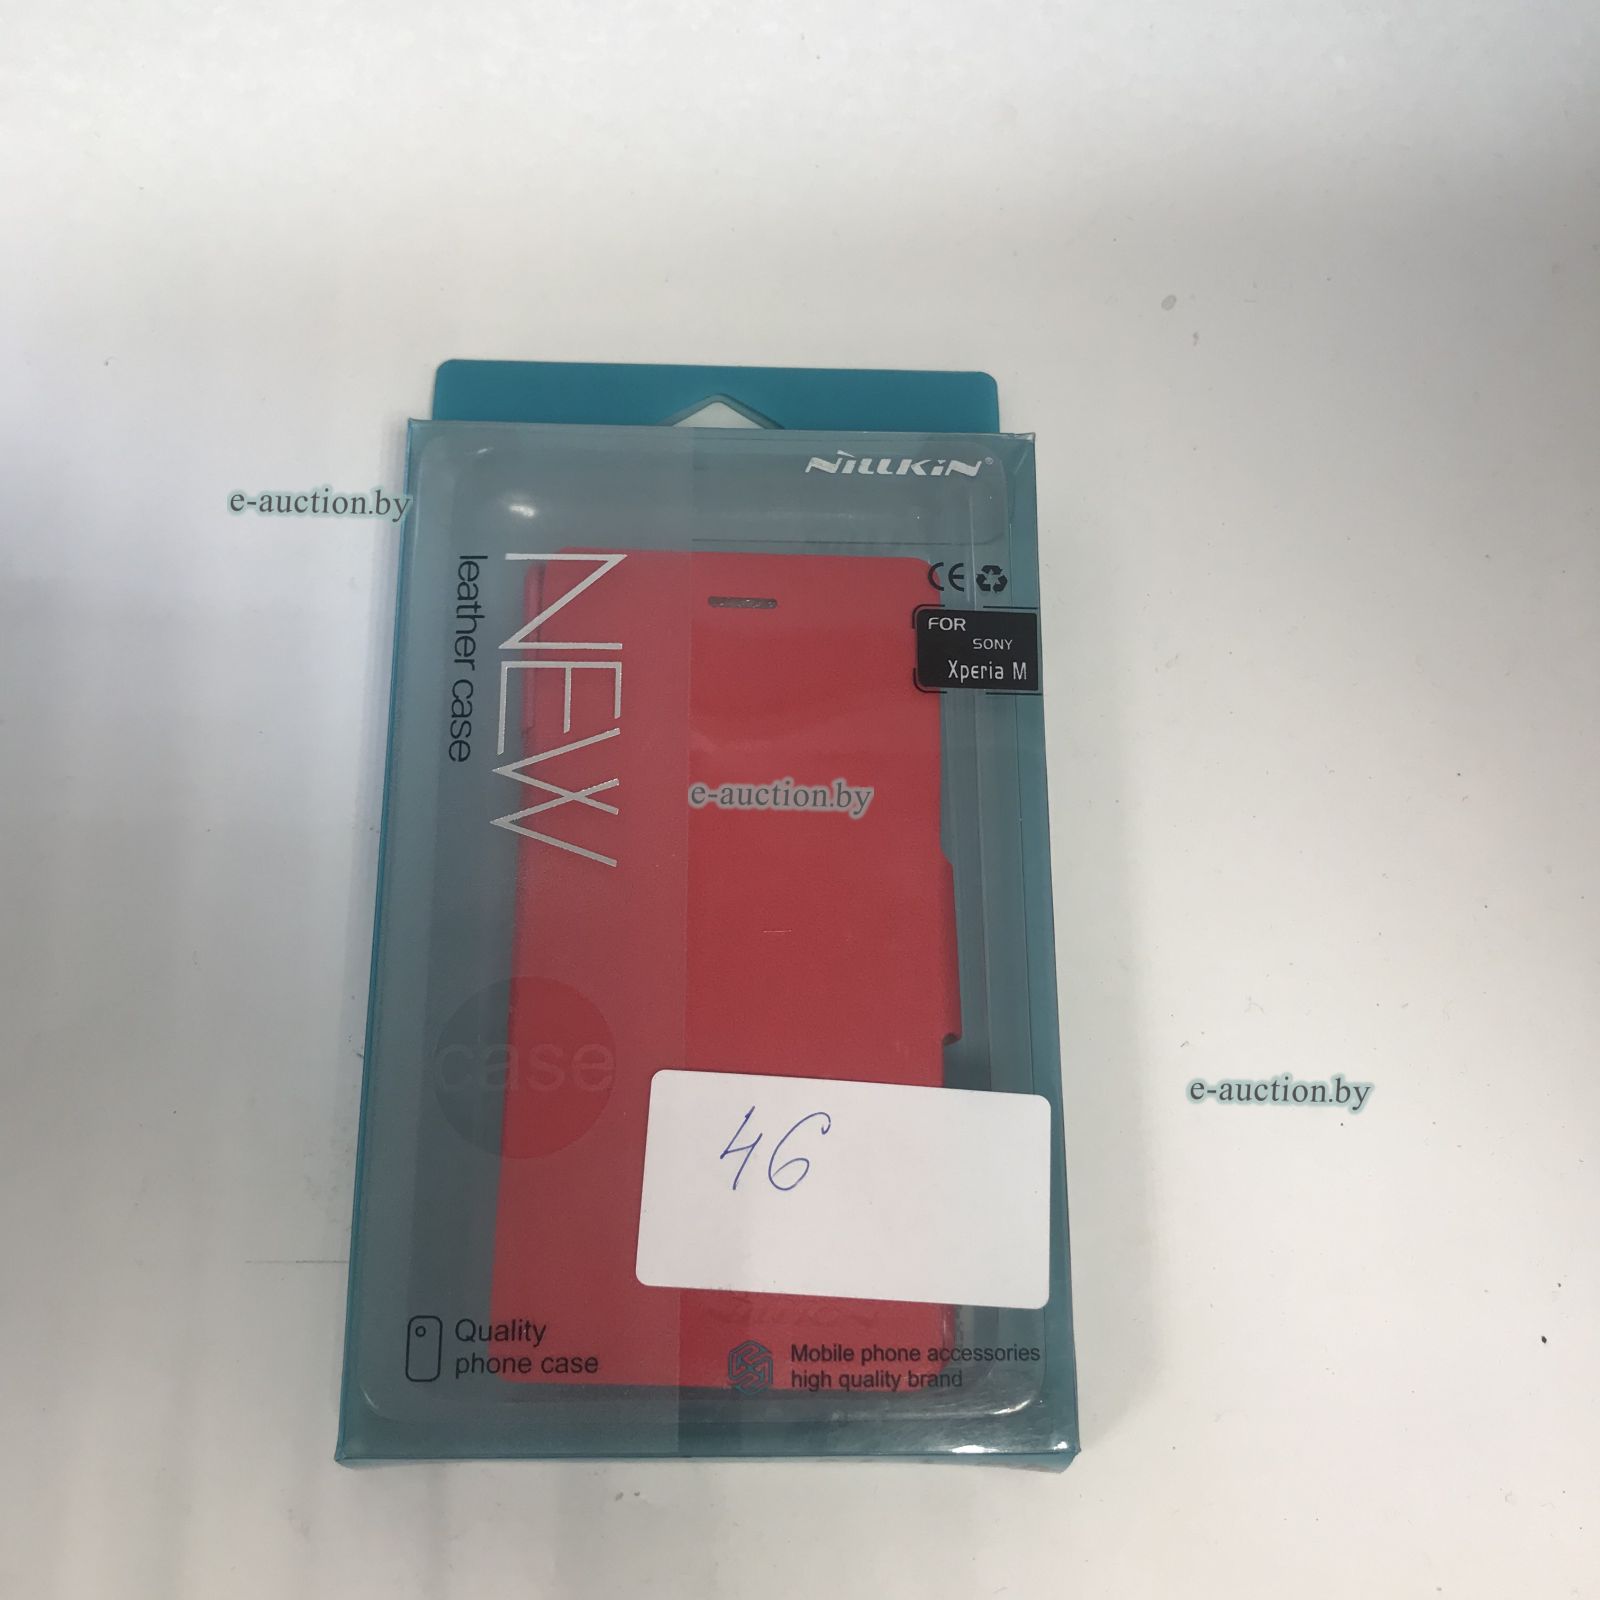 NILLKIN®
e-auction.by
NEW
leather case
CE
FOR
SONY
Xperia M
e-auction.by
case
e-auction.by
46
NILLKIN
Quality
phone case
Mobile phone accessories
high quality brand